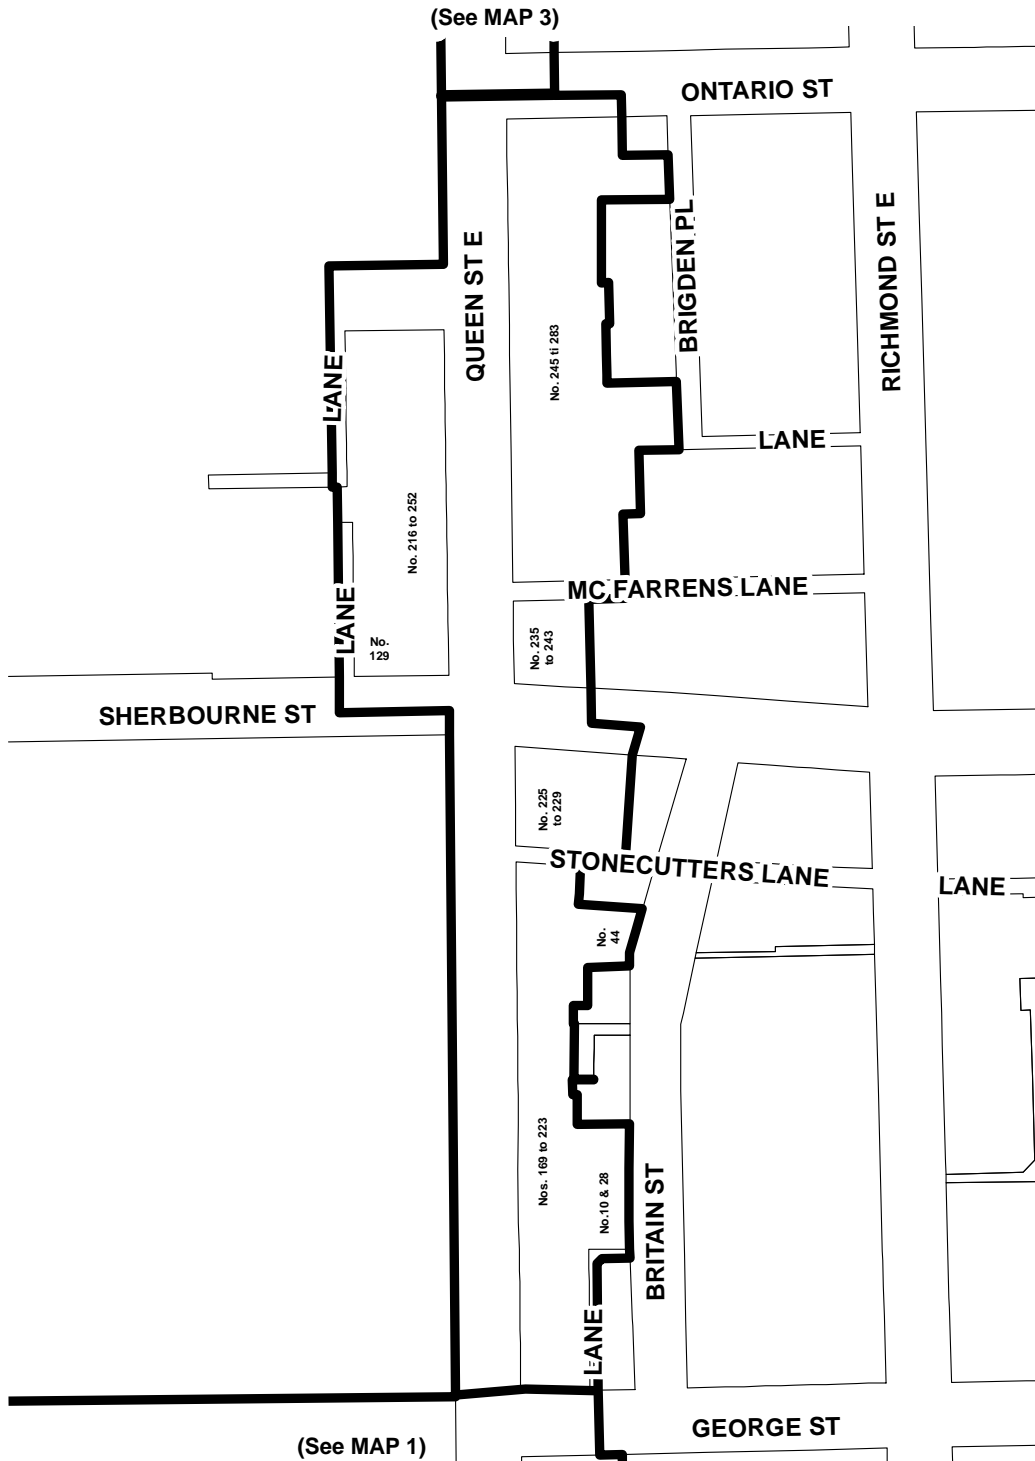 (See MAP 3)
ONTARIO ST
QUEEN ST E
BRIGDEN PL
RICHMOND ST E
No. 245 ti 283
LANE
LANE
No. 216 to 252
MC FARRENS LANE
LANE
No.
129
No. 235
to 243
SHERBOURNE ST
No. 225
to 229
STONECUTTERS LANE
LANE
No.
44
Nos. 169 to 223
No.10 & 28
BRITAIN ST
LANE
GEORGE ST
(See MAP 1)